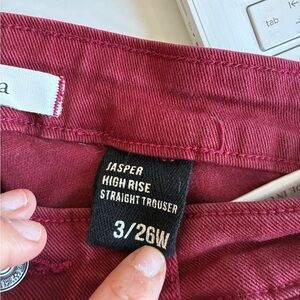 tab
a
JASPER
HIGH RISE
STRAIGHT TROUSER
3/26W